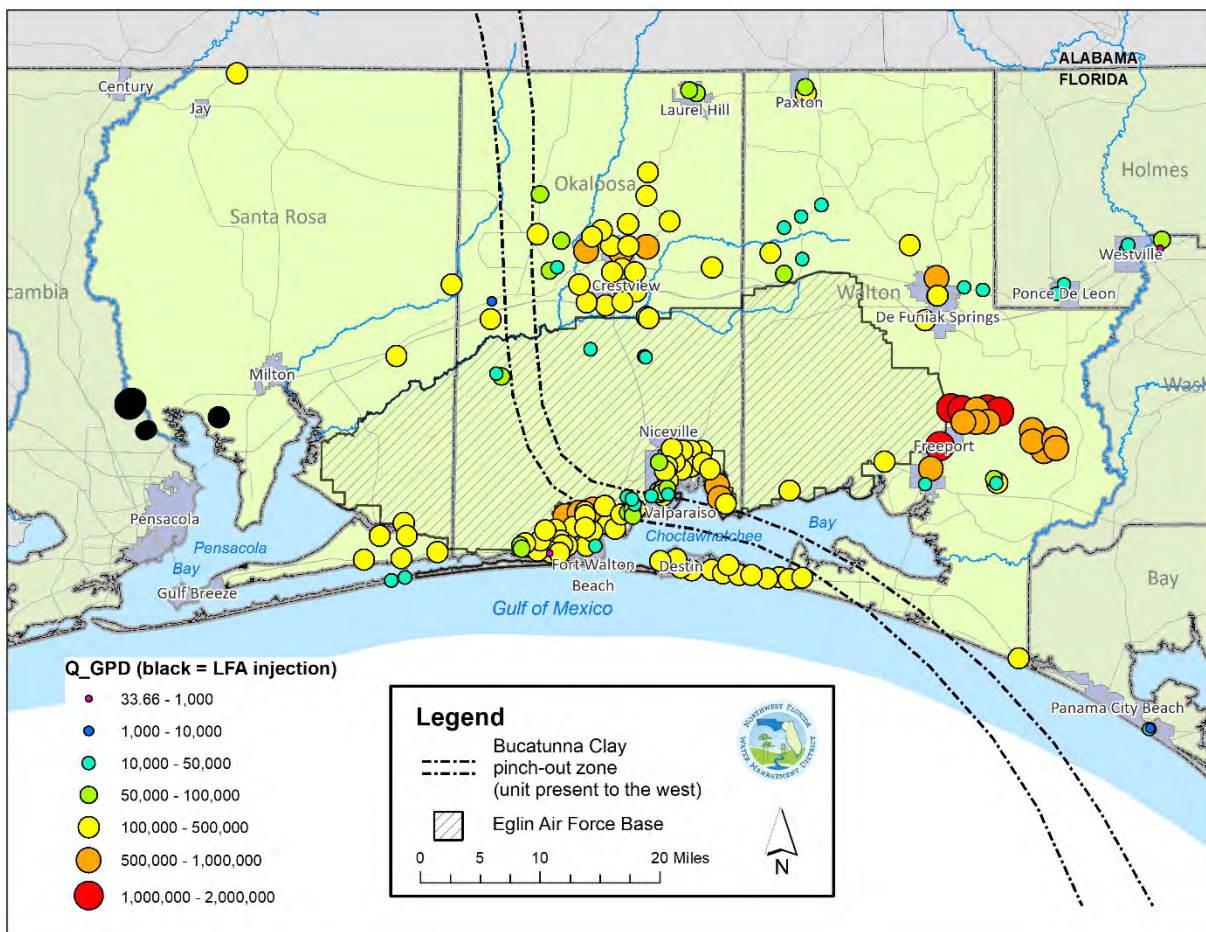 ALABAMA
FLORIDA
Century
Jay
Laurel Hill
Paxton
Holmes
Okaloosa
Santa Rosa
Westville
Crestview
Walton
Ponce De Leon
De Funiak Springs
cambia
Milton
Wash
Niceville
Freeport
Valparaiso
Pensacola
Choctawhatchee
Bay
Pensacola
Bay
Fort Walton
Beach
Destin
Bay
Gulf Breeze
Gulf of Mexico
Panama City Beach
Q_GPD (black = LFA injection)
33.66 - 1,000
1,000 - 10,000
10,000 - 50,000
50,000 - 100,000
100,000 - 500,000
500,000 - 1,000,000
1,000,000 - 2,000,000
Legend
Bucatunna Clay
pinch-out zone
(unit present to the west)
Eglin Air Force Base
0 5 10 20 Miles
NORTHWEST FLORIDA
WATER MANAGEMENT DISTRICT
N